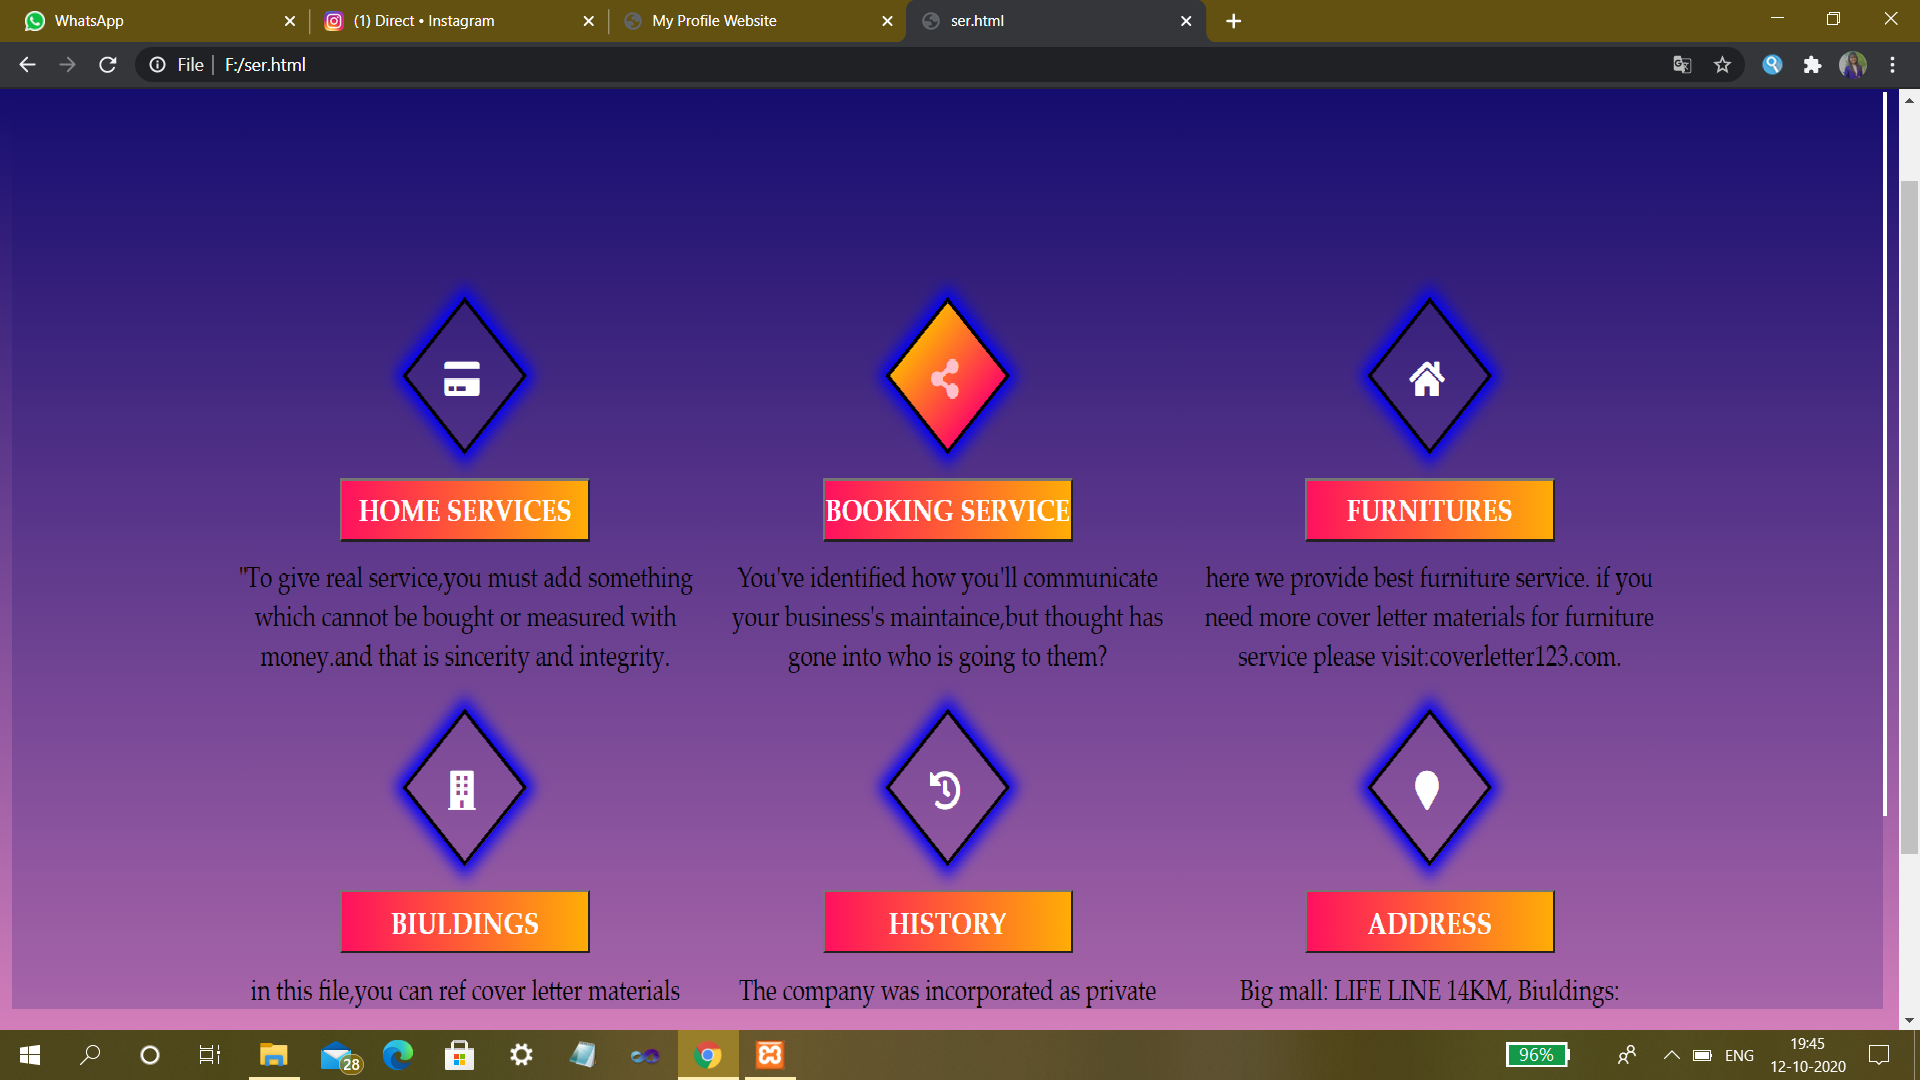 WhatsApp
(1) Direct • Instagram
My Profile Website
ser.html
File
F:/ser.html
HOME SERVICES
BOOKING SERVICE
FURNITURES
"To give real service,you must add something
which cannot be bought or measured with
money.and that is sincerity and integrity.
You've identified how you'll communicate
your business's maintaince,but thought has
gone into who is going to them?
here we provide best furniture service. if you
need more cover letter materials for furniture
service please visit:coverletter123.com.
BIULDINGS
HISTORY
ADDRESS
in this file,you can ref cover letter materials
The company was incorporated as private
Big mall: LIFE LINE 14KM, Biuldings:
28
96%
ENG
19:45
12-10-2020